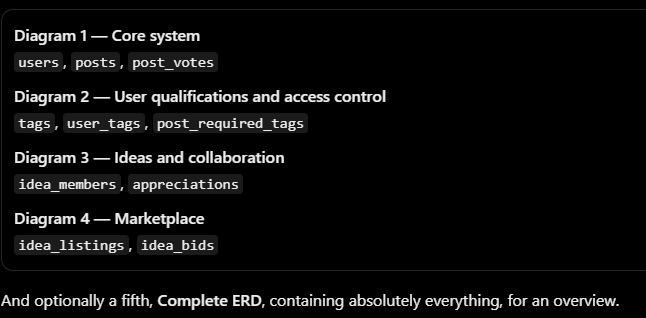 Diagram 1 — Core system
users, posts, post_votes
Diagram 2 — User qualifications and access control
tags, user_tags, post_required_tags
Diagram 3 — Ideas and collaboration
idea_members, appreciations
Diagram 4 — Marketplace
idea_listings, idea_bids
And optionally a fifth, Complete ERD, containing absolutely everything, for an overview.